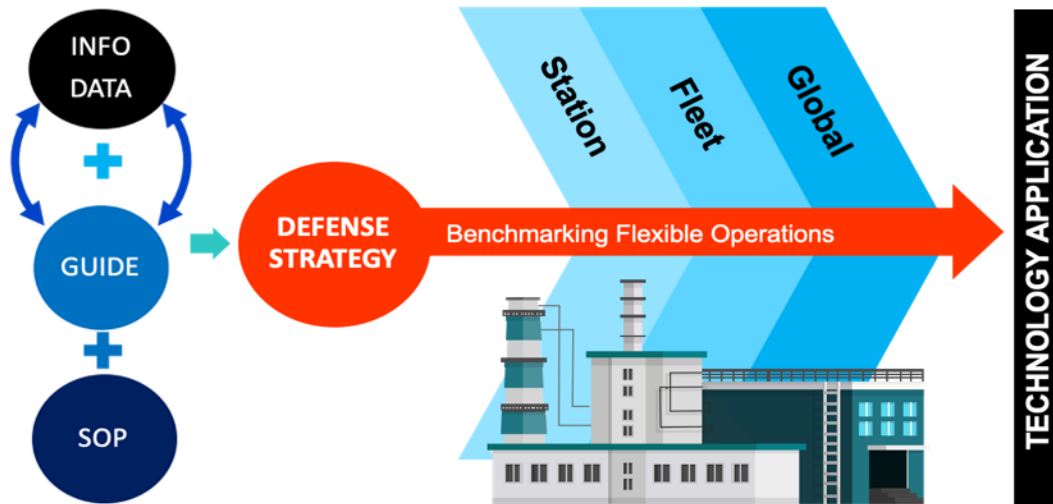 INFO
DATA
GUIDE
SOP
DEFENSE
STRATEGY
Benchmarking Flexible Operations
Station
Fleet
Global
TECHNOLOGY APPLICATION